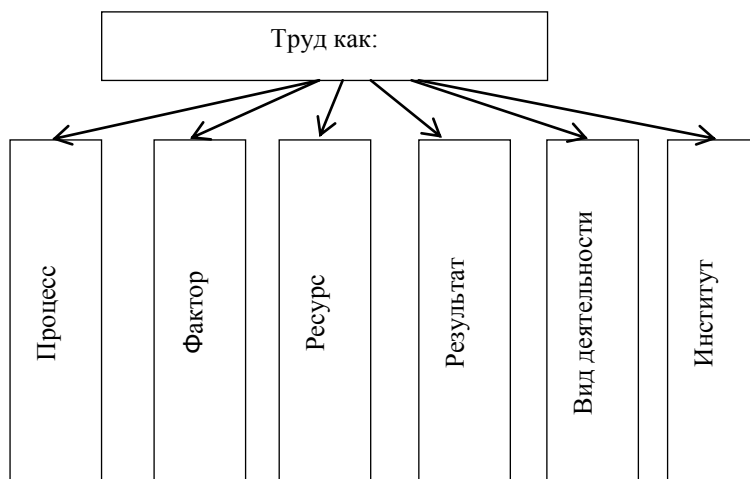 Труд как:
Процесс
Фактор
Ресурс
Результат
Вид деятельности
Институт